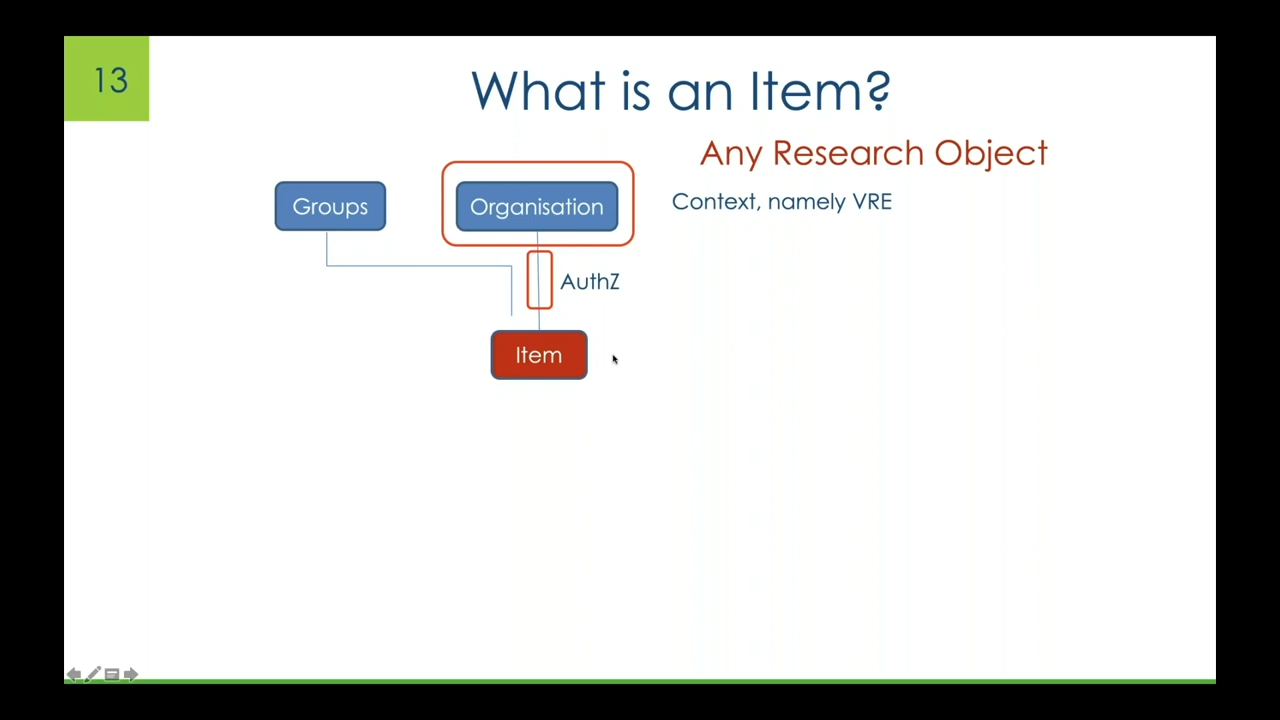 13
What is an Item?
Any Research Object
Groups
Organisation
Context, namely VRE
AuthZ
Item